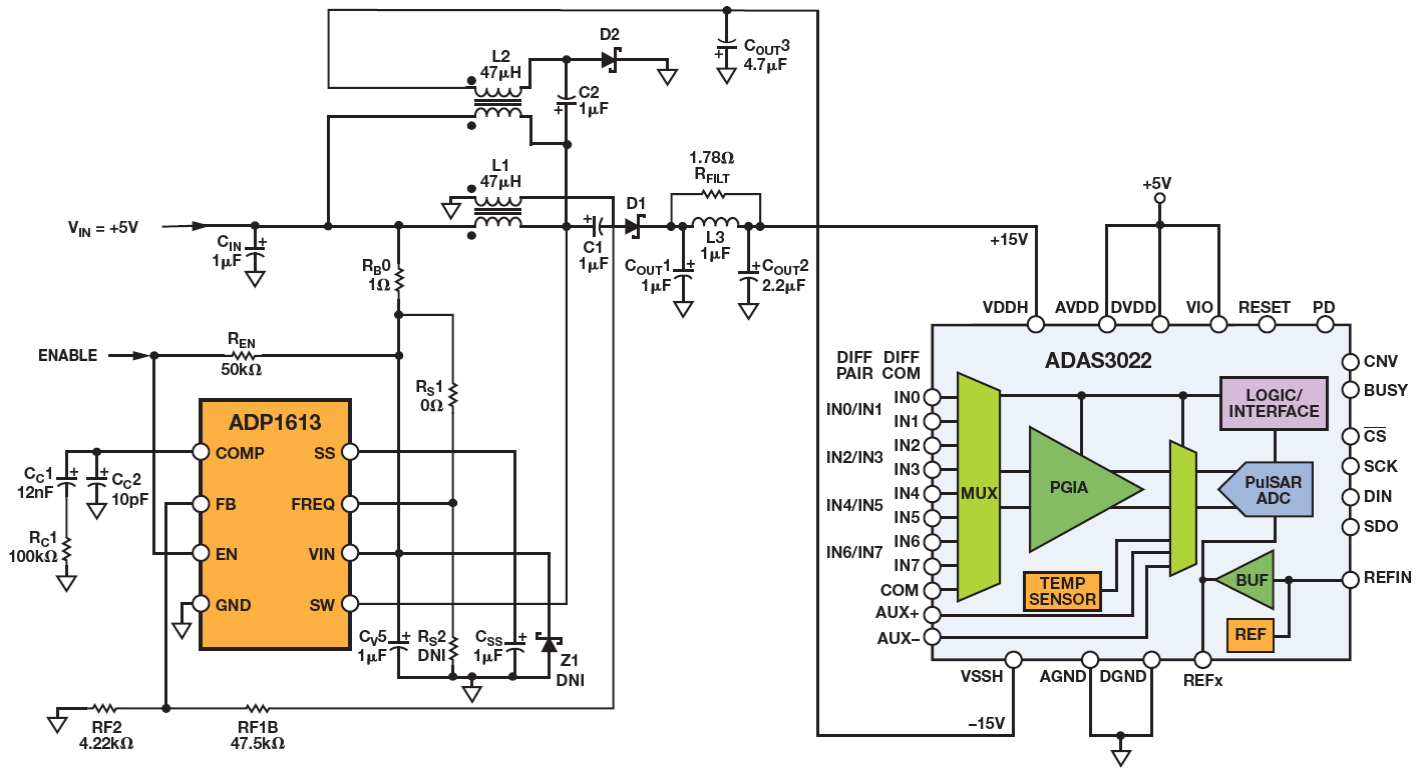 D2
COUT3
4.7μF
L2
47μH
C2
1μF
L1
47μH
1.78Ω
RFILT
D1
+5V
VIN = +5V
CIN
1μF
C1
1μF
L3
1μF
COUT1
1μF
COUT2
2.2μF
+15V
RB0
1Ω
VDDH
AVDD
DVDD
VIO
RESET
PD
ENABLE
REN
50kΩ
RS1
0Ω
ADAS3022
DIFF
PAIR
DIFF
COM
CNV
BUSY
CS
SCK
DIN
SDO
REFIN
IN0/IN1
IN2/IN3
IN4/IN5
IN6/IN7
IN0
IN1
IN2
IN3
IN4
IN5
IN6
IN7
COM
AUX+
AUX−
MUX
PGIA
LOGIC/
INTERFACE
PulSAR
ADC
TEMP
SENSOR
BUF
REF
ADP1613
COMP
FB
EN
GND
SS
FREQ
VIN
SW
CC1
12nF
CC2
10pF
RC1
100kΩ
CV5
1μF
RS2
DNI
CSS
1μF
Z1
DNI
VSSH
AGND
DGND
REFx
−15V
RF2
4.22kΩ
RF1B
47.5kΩ